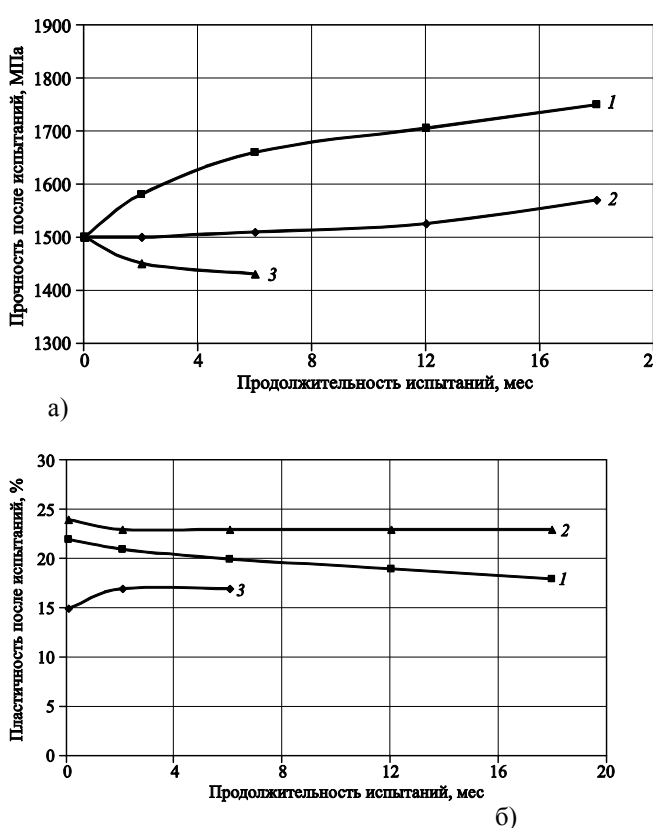 1900
1800
1700
1600
1500
1400
1300
Прочность после испытаний, МПа
1
2
3
0 4 8 12 16 2
Продолжительность испытаний, мес
а)
30
25
20
15
10
5
0
Пластичность после испытаний, %
2
1
3
0 4 8 12 16 20
Продолжительность испытаний, мес
б)